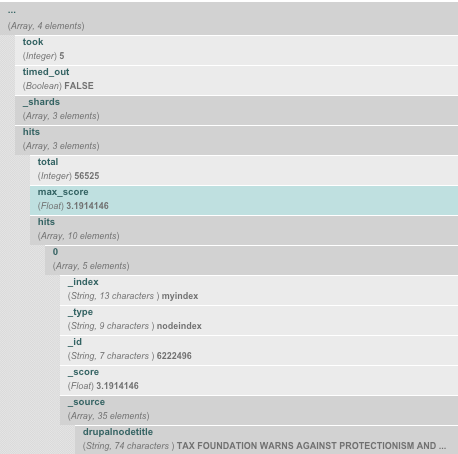 ...
(Array, 4 elements)
took
(Integer) 5
timed_out
(Boolean) FALSE
_shards
(Array, 3 elements)
hits
(Array, 3 elements)
total
(Integer) 56525
max_score
(Float) 3.1914146
hits
(Array, 10 elements)
0
(Array, 5 elements)
_index
(String, 13 characters ) myindex
_type
(String, 9 characters ) nodeindex
_id
(String, 7 characters ) 6222496
_score
(Float) 3.1914146
_source
(Array, 35 elements)
drupalnodetitle
(String, 74 characters ) TAX FOUNDATION WARNS AGAINST PROTECTIONISM AND ...